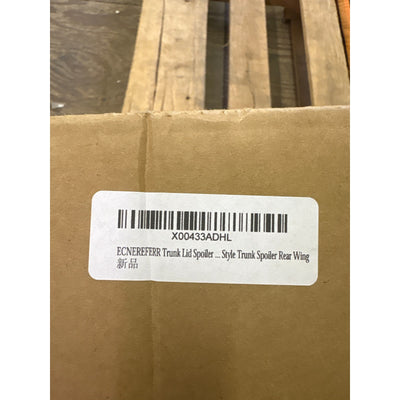 X00433ADHL
ECNEREFERR Trunk Lid Spoiler ... Style Trunk Spoiler Rear Wing
新品